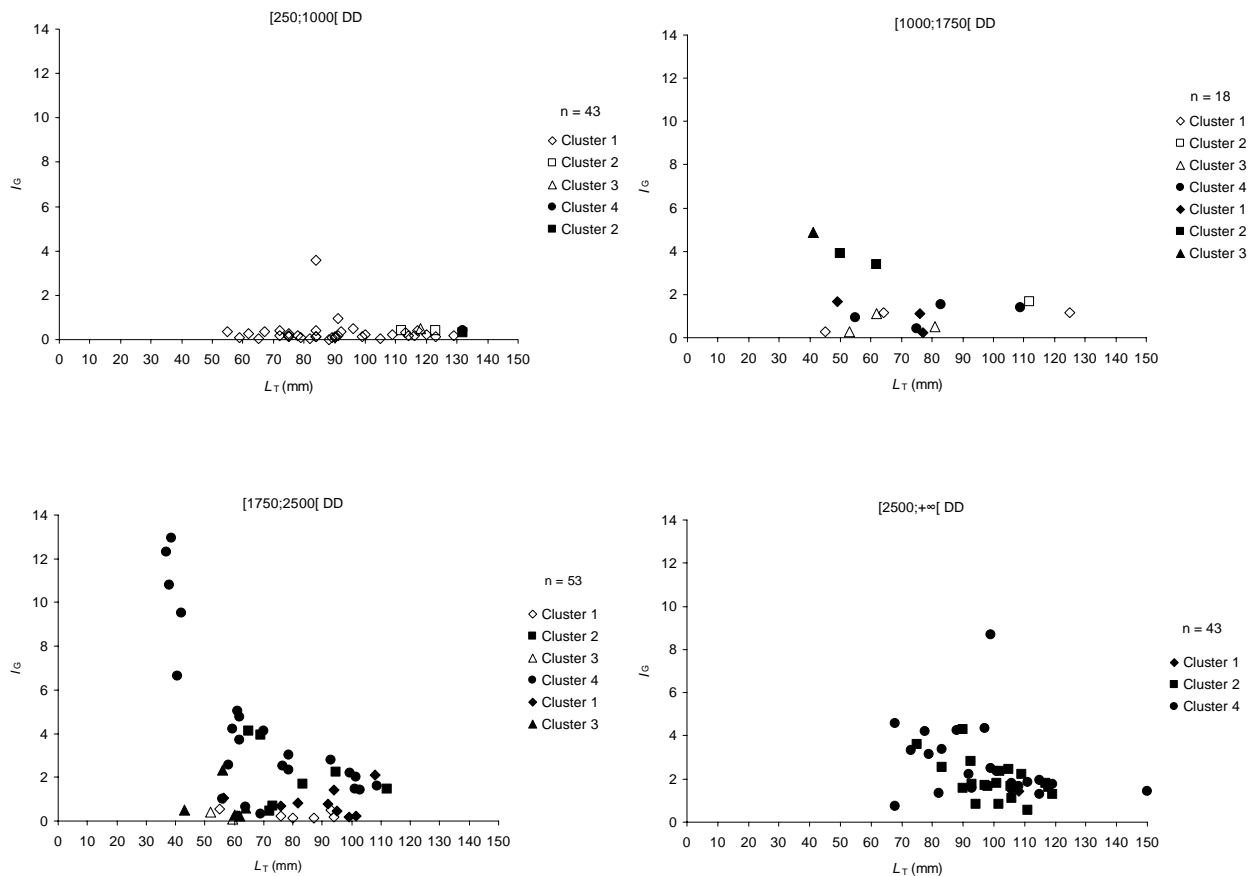 [250;1000[ DD
14
12
10
8
6
4
2
0
I G
0 10 20 30 40 50 60 70 80 90 100 110 120 130 140 150
L T (mm)
n = 43
Cluster 1
Cluster 2
Cluster 3
Cluster 4
Cluster 2
[1000;1750[ DD
14
12
10
8
6
4
2
0
I G
0 10 20 30 40 50 60 70 80 90 100 110 120 130 140 150
L T (mm)
n = 18
Cluster 1
Cluster 2
Cluster 3
Cluster 4
Cluster 1
Cluster 2
Cluster 3
[1750;2500[ DD
14
12
10
8
6
4
2
0
I G
0 10 20 30 40 50 60 70 80 90 100 110 120 130 140 150
L T (mm)
n = 53
Cluster 1
Cluster 2
Cluster 3
Cluster 4
Cluster 1
Cluster 3
[2500;+∞[ DD
14
12
10
8
6
4
2
0
I G
0 10 20 30 40 50 60 70 80 90 100 110 120 130 140 150
L T (mm)
n = 43
Cluster 1
Cluster 2
Cluster 4